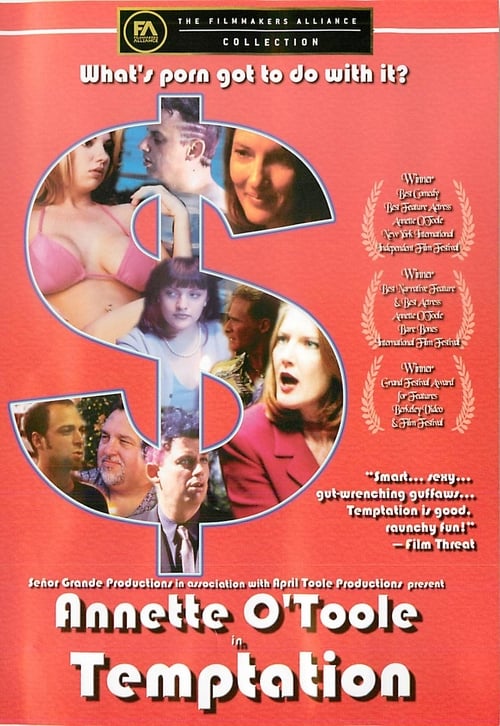 FA
FILMMAKERS
ALLIANCE
THE FILMMAKERS ALLIANCE
COLLECTION
What's porn got to do with it?
Winner
Best Comedy
Best Feature Actress
Annette O'Toole
New York International
Independent Film Festival
Winner
Best Narrative Feature
& Best Actress
Annette O'Toole
Bare Bones
International Film Festival
Winner
Grand Festival Award
for Features
Berkeley Video
& Film Festival
"Smart... sexy...
gut-wrenching guffaws...
Temptation is good,
raunchy fun!"
— Film Threat
Señor Grande Productions in association with April Toole Productions present
Annette O'Toole
in
Temptation